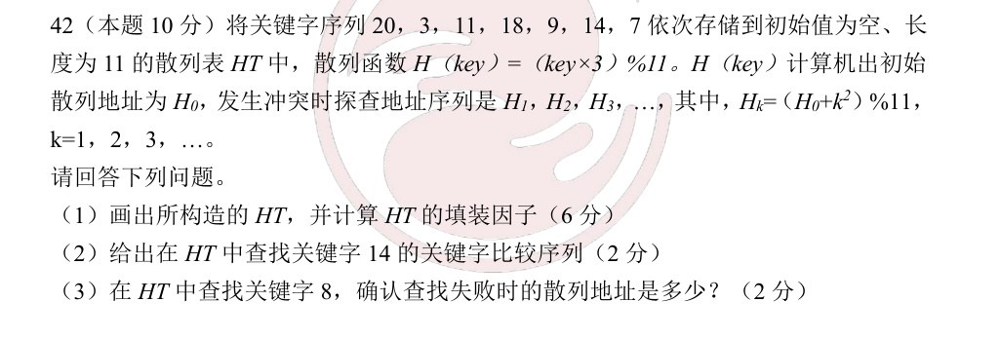 42（本题 10 分）将关键字序列 20，3，11，18，9，14，7 依次存储到初始值为空、长
度为 11 的散列表 HT 中，散列函数 H（key）=（key×3）%11。H（key）计算机出初始
散列地址为 H₀，发生冲突时探查地址序列是 H₁，H₂，H₃，…，其中，Hₖ=（H₀+k²）%11，
k=1，2，3，…。
请回答下列问题。
（1）画出所构造的 HT，并计算 HT 的填装因子（6 分）
（2）给出在 HT 中查找关键字 14 的关键字比较序列（2 分）
（3）在 HT 中查找关键字 8，确认查找失败时的散列地址是多少？（2 分）